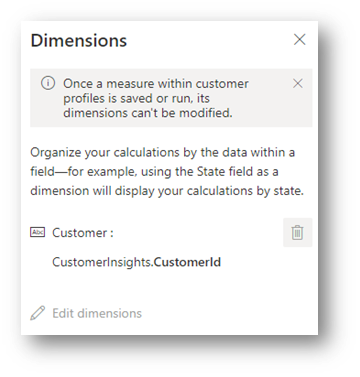 Dimensions
Once a measure within customer
profiles is saved or run, its
dimensions can't be modified.
Organize your calculations by the data within a
field—for example, using the State field as a
dimension will display your calculations by state.
Abc Customer :
CustomerInsights.CustomerId
Edit dimensions